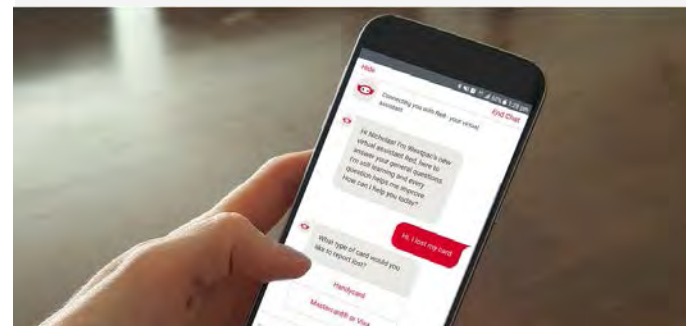 Hide
End Chat
Connecting you with Red - your virtual
assistant
Hi Nicholas! I'm Westpac's new
virtual assistant Red, here to
answer your general questions.
I'm still learning and every
question helps me improve.
How can I help you today?
Hi, I lost my card
What type of card would you
like to report lost?
Handycard
Mastercard® or Visa